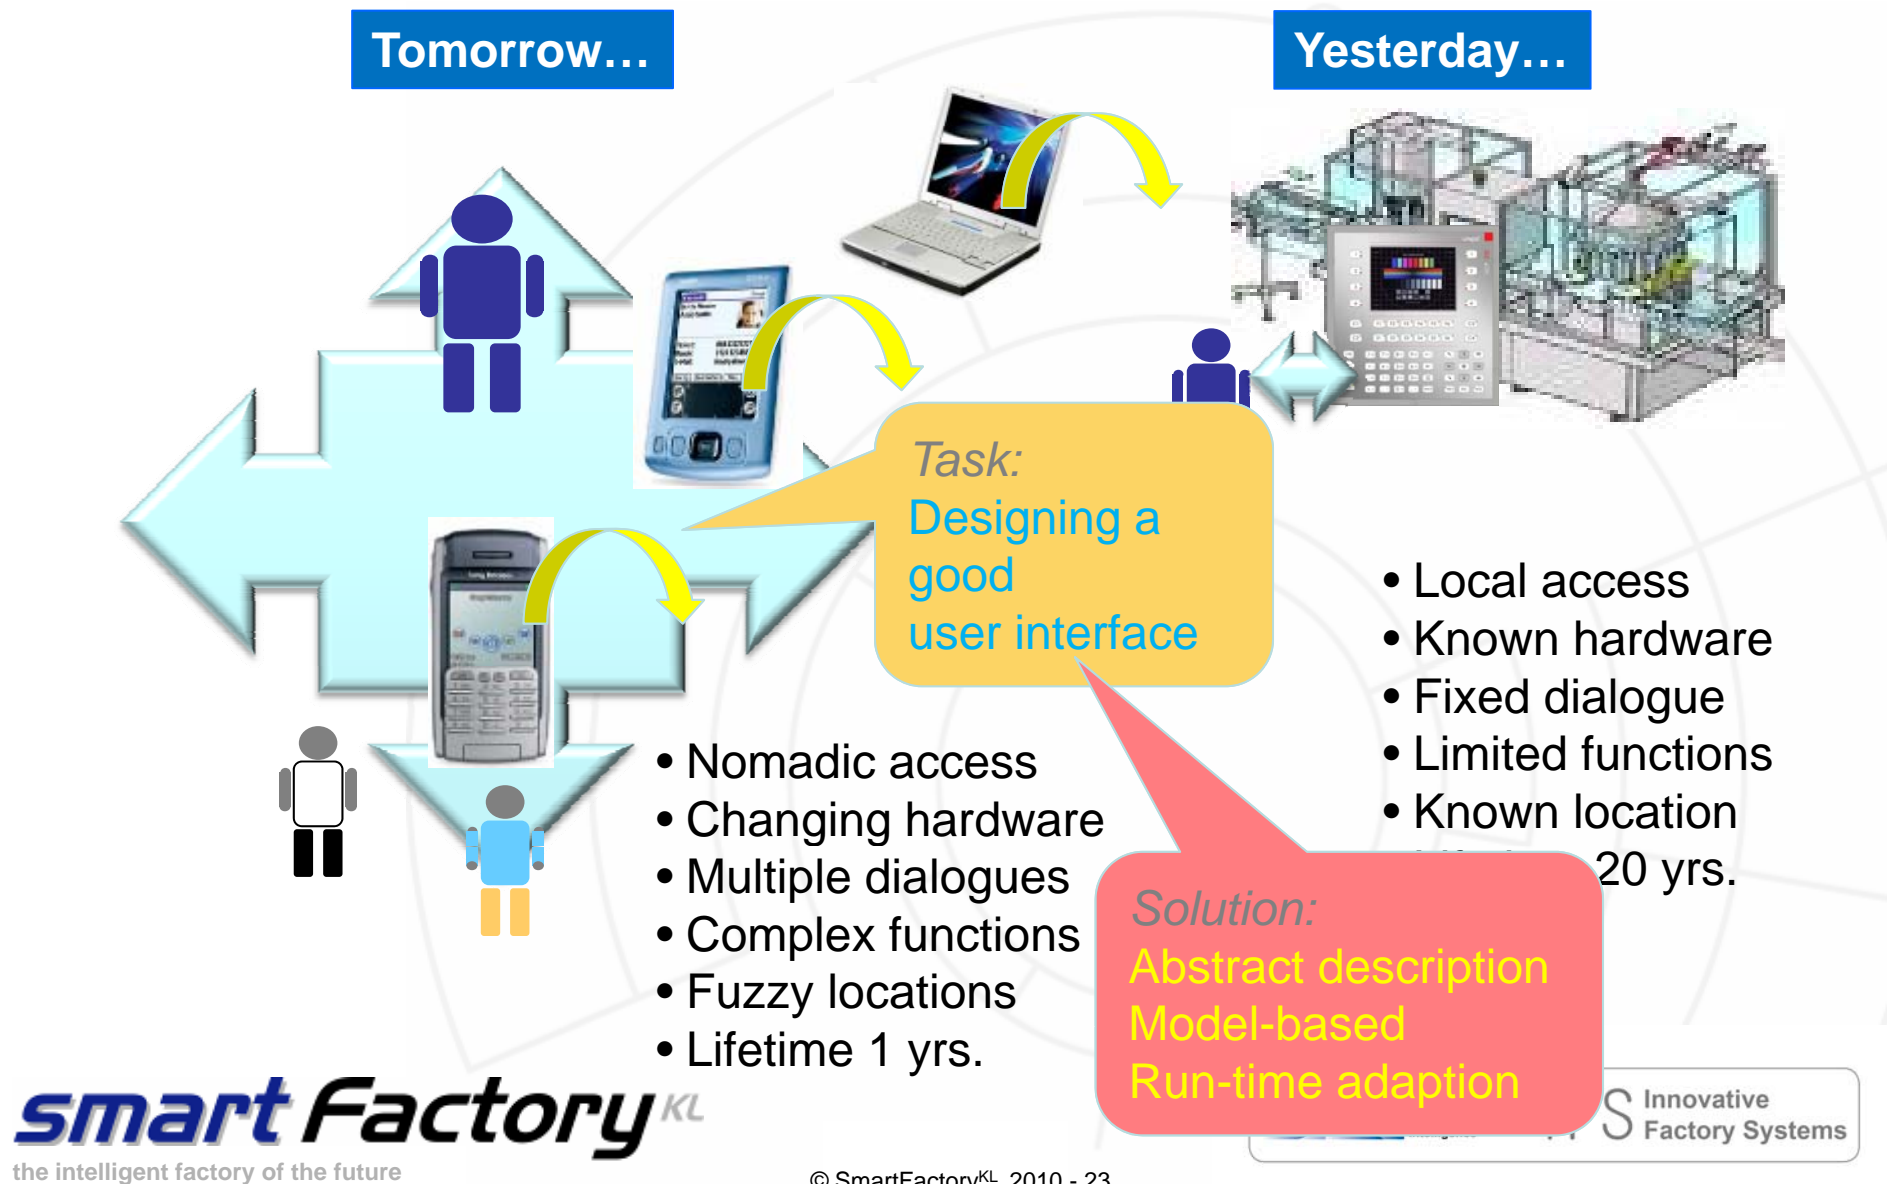 Tomorrow…
Yesterday…
Task:
Designing a
good
user interface
• Local access
• Known hardware
• Fixed dialogue
• Limited functions
• Known location
20 yrs.
• Nomadic access
• Changing hardware
• Multiple dialogues
• Complex functions
• Fuzzy locations
• Lifetime 1 yrs.
Solution:
Abstract description
Model-based
Run-time adaption
smart Factory KL
the intelligent factory of the future
S Innovative
Factory Systems
© SmartFactoryKL 2010 - 23